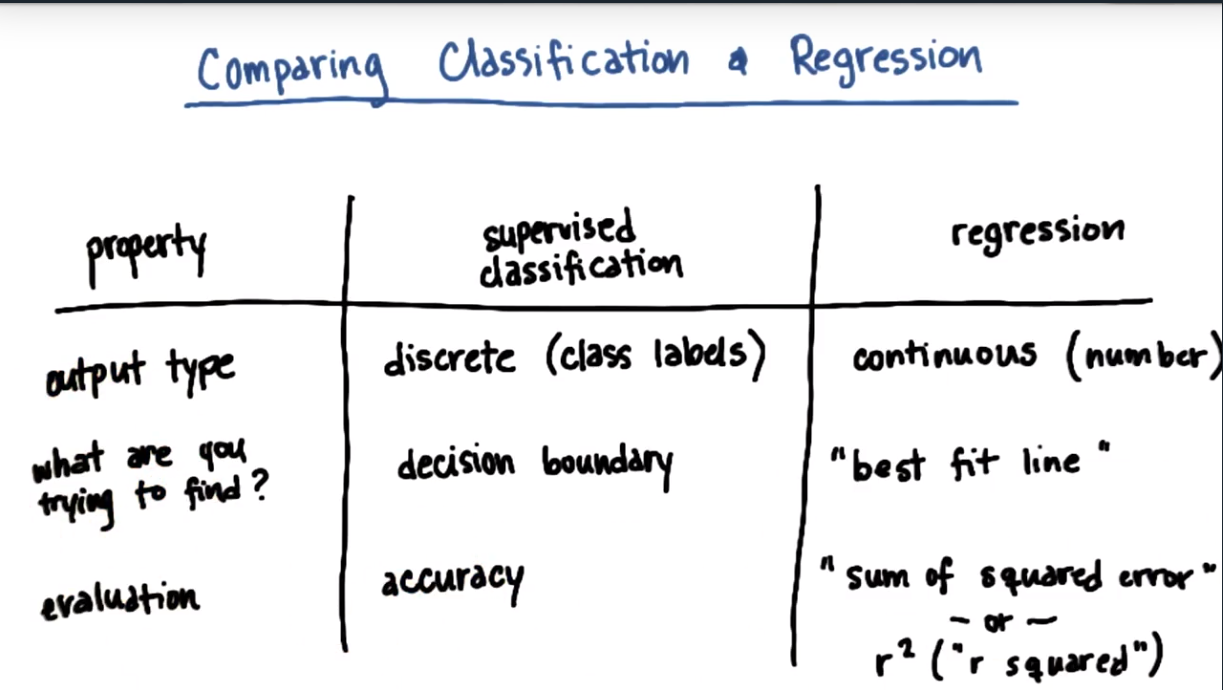 Comparing Classification & Regression
property
supervised
classification
regression
output type
discrete (class labels)
continuous (number)
what are you
trying to find?
decision boundary
"best fit line"
evaluation
accuracy
"sum of squared error"
- or -
r² ("r squared")